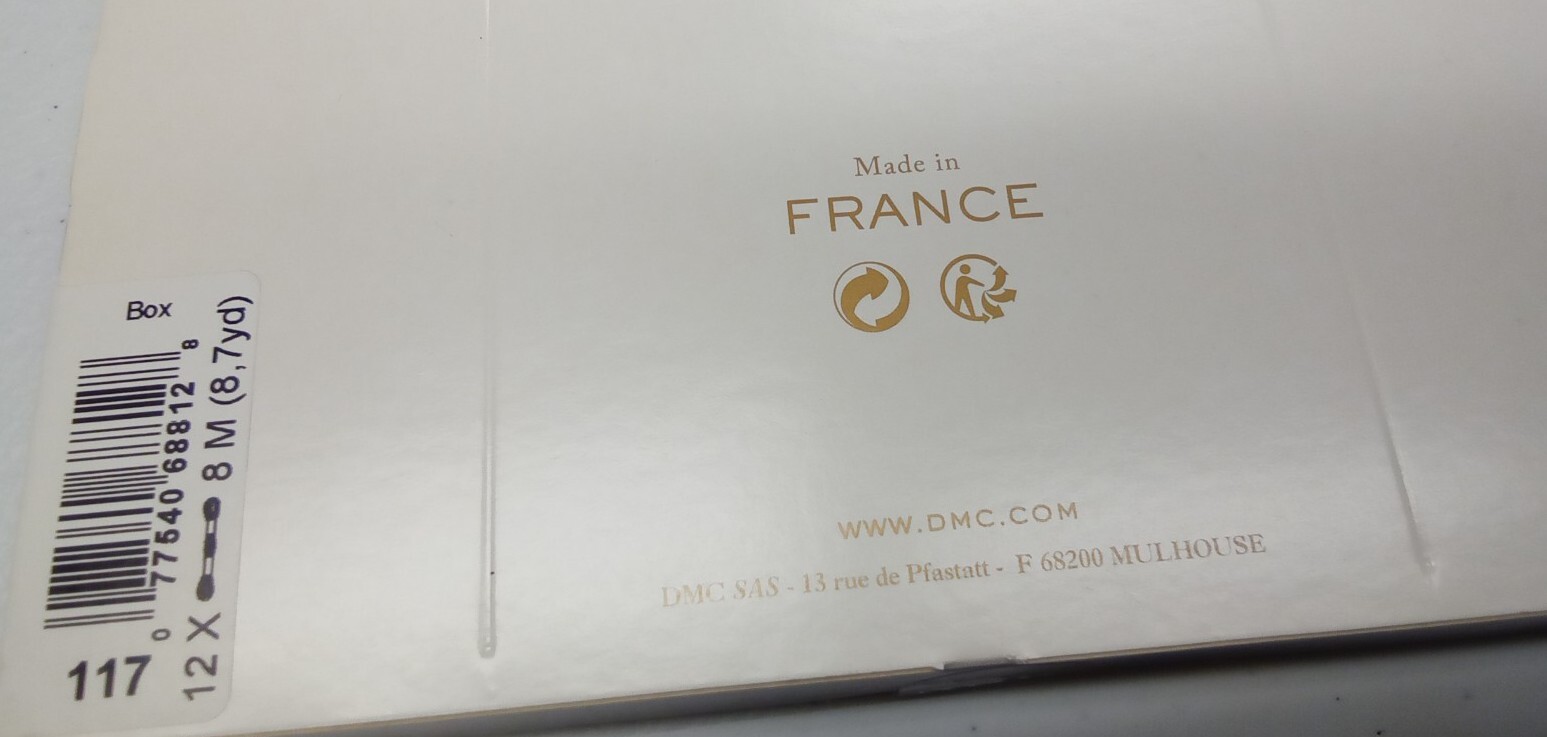 Made in
FRANCE
WWW.DMC.COM
DMC SAS - 13 rue de Pfastatt - F 68200 MULHOUSE
Box
0 77540 68812 8
12 X 8 M (8,7yd)
117